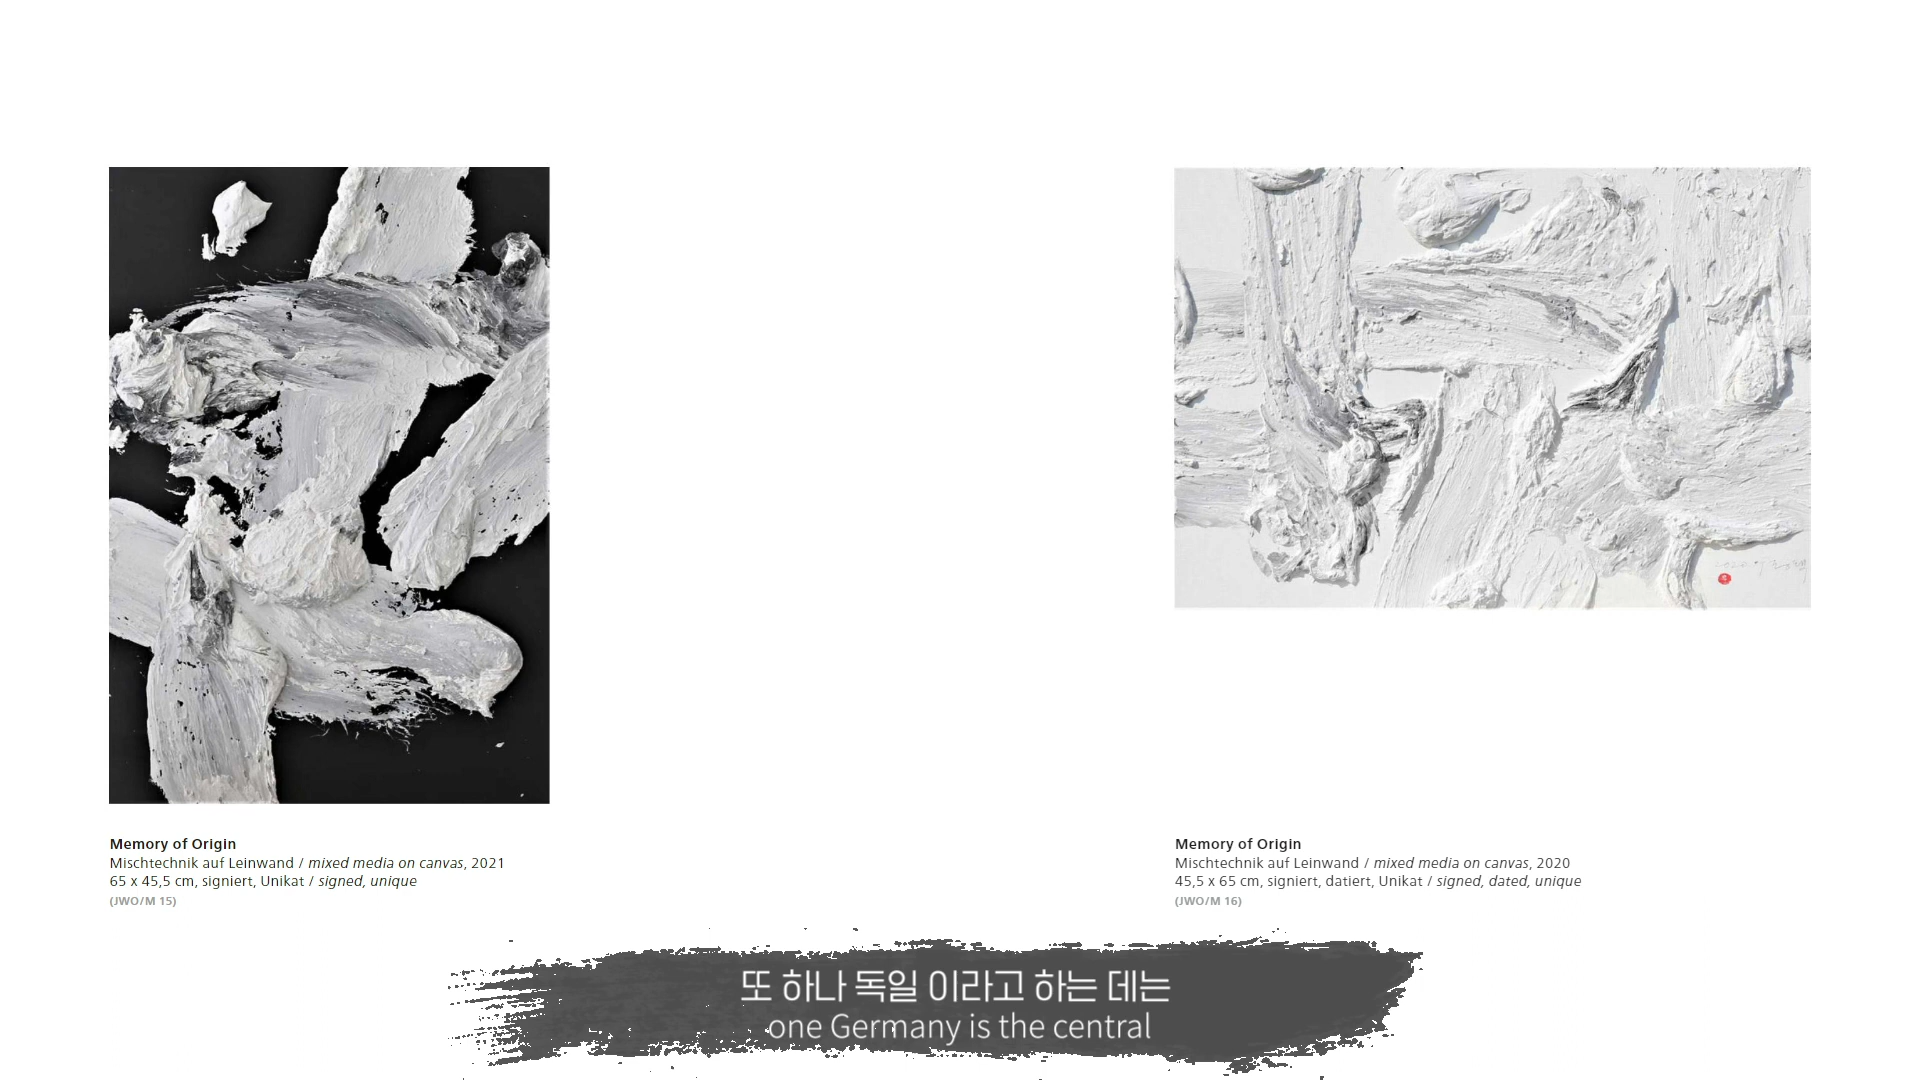 Memory of Origin
Mischtechnik auf Leinwand / mixed media on canvas, 2021
65 x 45,5 cm, signiert, Unikat / signed, unique
(JWO/M 15)
Memory of Origin
Mischtechnik auf Leinwand / mixed media on canvas, 2020
45,5 x 65 cm, signiert, datiert, Unikat / signed, dated, unique
(JWO/M 16)
또 하나 독일 이라고 하는 데는
one Germany is the central